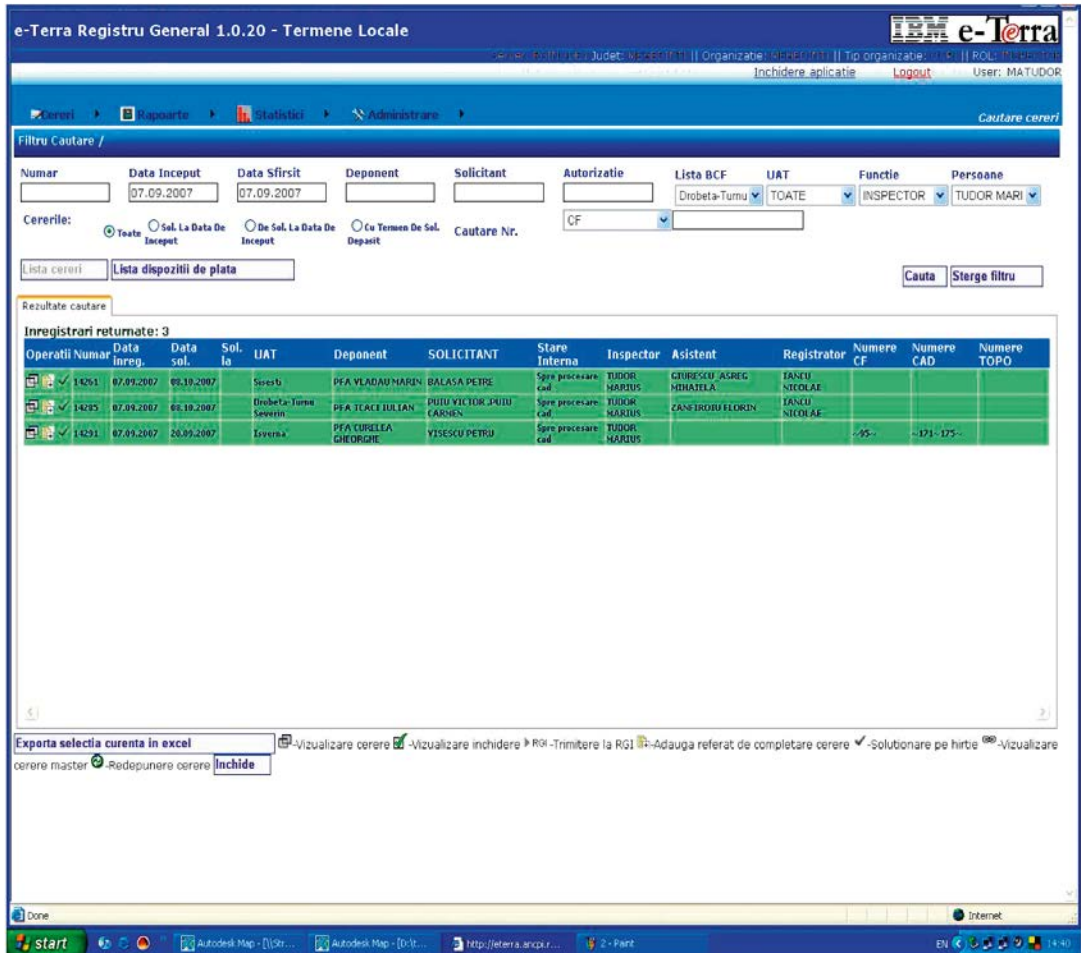 e-Terra Registru General 1.0.20 - Termene Locale
IBM e-Terra
Judet: || Organizatie: || Tip organizatie: || ROL:
Inchidere aplicatie Logout User: MATUDOR
Cereri Rapoarte Statistici Administrare Cautare cereri
Filtru Cautare /
Numar Data Inceput Data Sfirsit Deponent Solicitant Autorizatie Lista BCF UAT Functie Persoane
07.09.2007 07.09.2007 Drobeta-Turnu TOATE INSPECTOR TUDOR MARI
Cererile: Toate Sol. La Data De Inceput De Sol. La Data De Inceput Cu Termen De Sol. Depasit Cautare Nr. CF
Lista cereri Lista dispozitii de plata Cauta Sterge filtru
Rezultate cautare
Inregistrari returnate: 3
Operatii Numar Data inreg. Data sol. Sol. la UAT Deponent SOLICITANT Stare Interna Inspector Asistent Registrator Numere CF Numere CAD Numere TOPO
14261 07.09.2007 08.10.2007 Sisesti PFA VLADAU MARIN BALASA PETRE Spre procesare cad TUDOR MARIUS GIURESCU ASREG MIHAIELA IANCU NICOLAE
14285 07.09.2007 08.10.2007 Drobeta-Turnu Severin PFA TCACI IULIAN PUIU VICTOR ,PUIU CARMEN Spre procesare cad TUDOR MARIUS ZANFIROIU FLORIN IANCU NICOLAE
14291 07.09.2007 20.09.2007 Isverna PFA CURELEA GHEORGHE VISESCU PETRU Spre procesare cad TUDOR MARIUS ~95~ ~171~175~
Exporta selectia curenta in excel -Vizualizare cerere -Vizualizare inchidere RGI -Trimitere la RGI -Adauga referat de completare cerere -Solutionare pe hirtie -Vizualizare
cerere master -Redepunere cerere Inchide
Done Internet
start Autodesk Map - [\\Str... Autodesk Map - [D:\t... http://eterra.ancpi.r... 2 - Paint EN 14:40